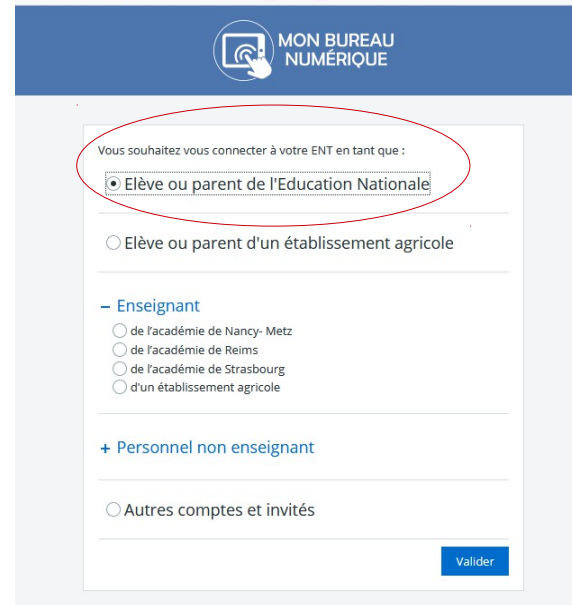 MON BUREAU
NUMÉRIQUE
Vous souhaitez vous connecter à votre ENT en tant que :
Elève ou parent de l'Education Nationale
Elève ou parent d'un établissement agricole
– Enseignant
de l'académie de Nancy- Metz
de l'académie de Reims
de l'académie de Strasbourg
d'un établissement agricole
+ Personnel non enseignant
Autres comptes et invités
Valider